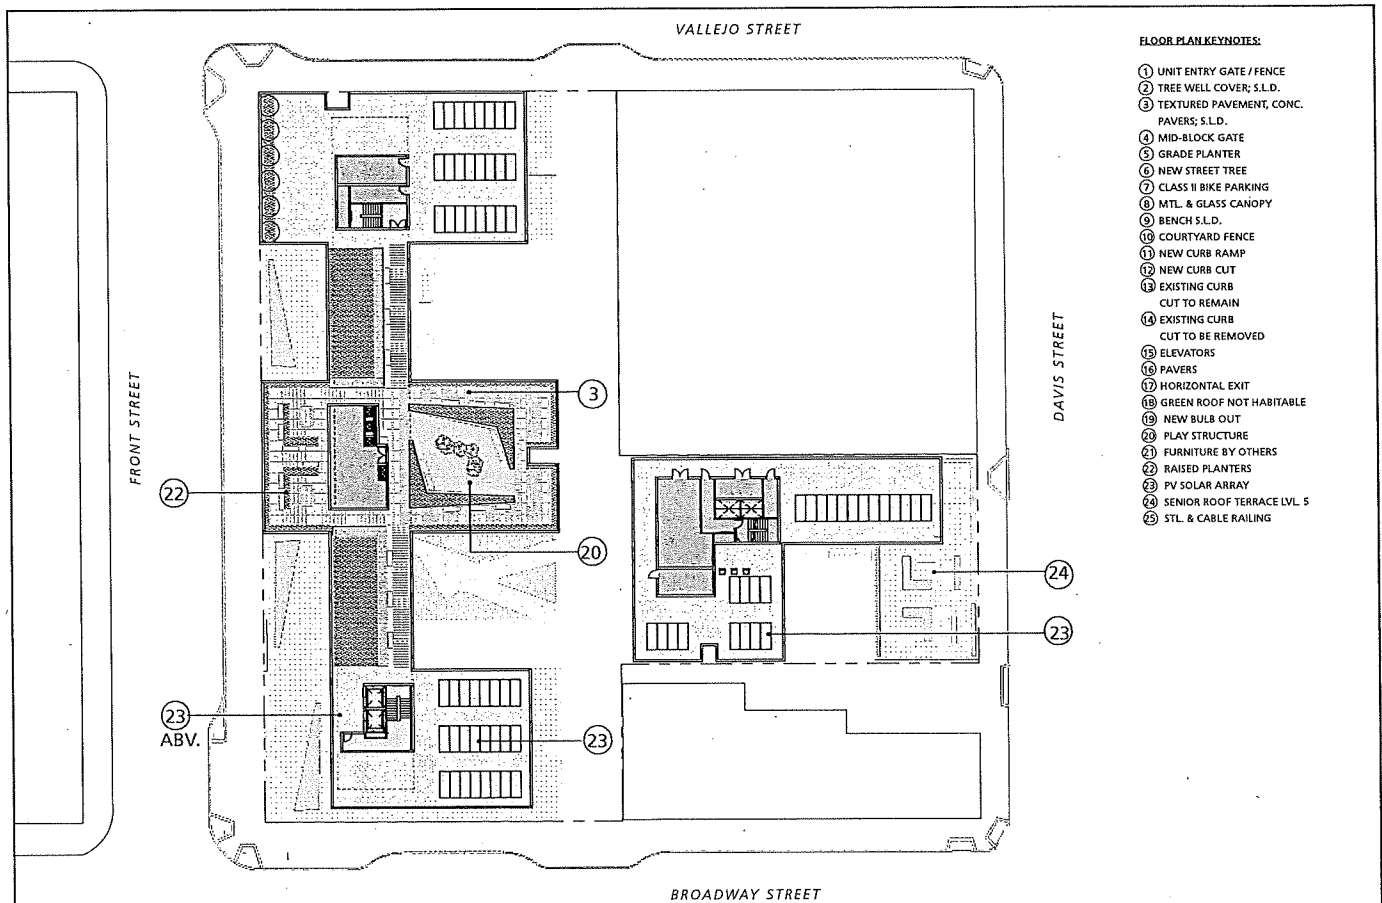 VALLEJO STREET
FLOOR PLAN KEYNOTES:
1 UNIT ENTRY GATE / FENCE
2 TREE WELL COVER; S.L.D.
3 TEXTURED PAVEMENT, CONC.
PAVERS; S.L.D.
4 MID-BLOCK GATE
5 GRADE PLANTER
6 NEW STREET TREE
7 CLASS II BIKE PARKING
8 MTL. & GLASS CANOPY
9 BENCH S.L.D.
10 COURTYARD FENCE
11 NEW CURB RAMP
12 NEW CURB CUT
13 EXISTING CURB
CUT TO REMAIN
14 EXISTING CURB
CUT TO BE REMOVED
15 ELEVATORS
16 PAVERS
17 HORIZONTAL EXIT
18 GREEN ROOF NOT HABITABLE
19 NEW BULB OUT
20 PLAY STRUCTURE
21 FURNITURE BY OTHERS
22 RAISED PLANTERS
23 PV SOLAR ARRAY
24 SENIOR ROOF TERRACE LVL. 5
25 STL. & CABLE RAILING
FRONT STREET
DAVIS STREET
3
22
20
24
23
23
ABV.
23
BROADWAY STREET